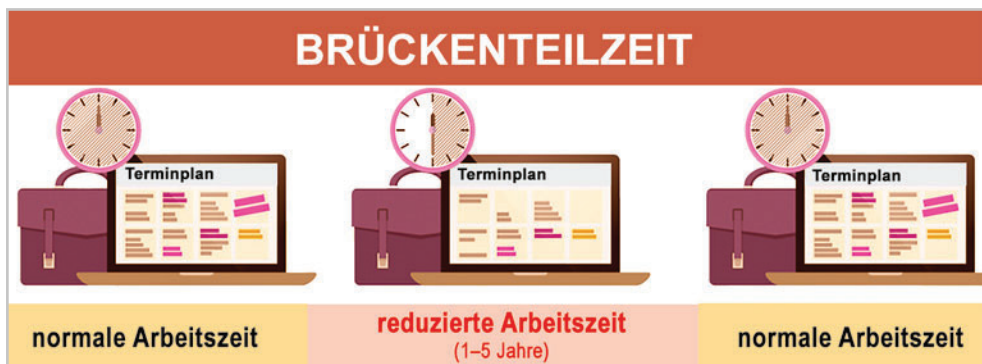 BRÜCKENTEILZEIT
Terminplan
Terminplan
Terminplan
normale Arbeitszeit
reduzierte Arbeitszeit
(1–5 Jahre)
normale Arbeitszeit